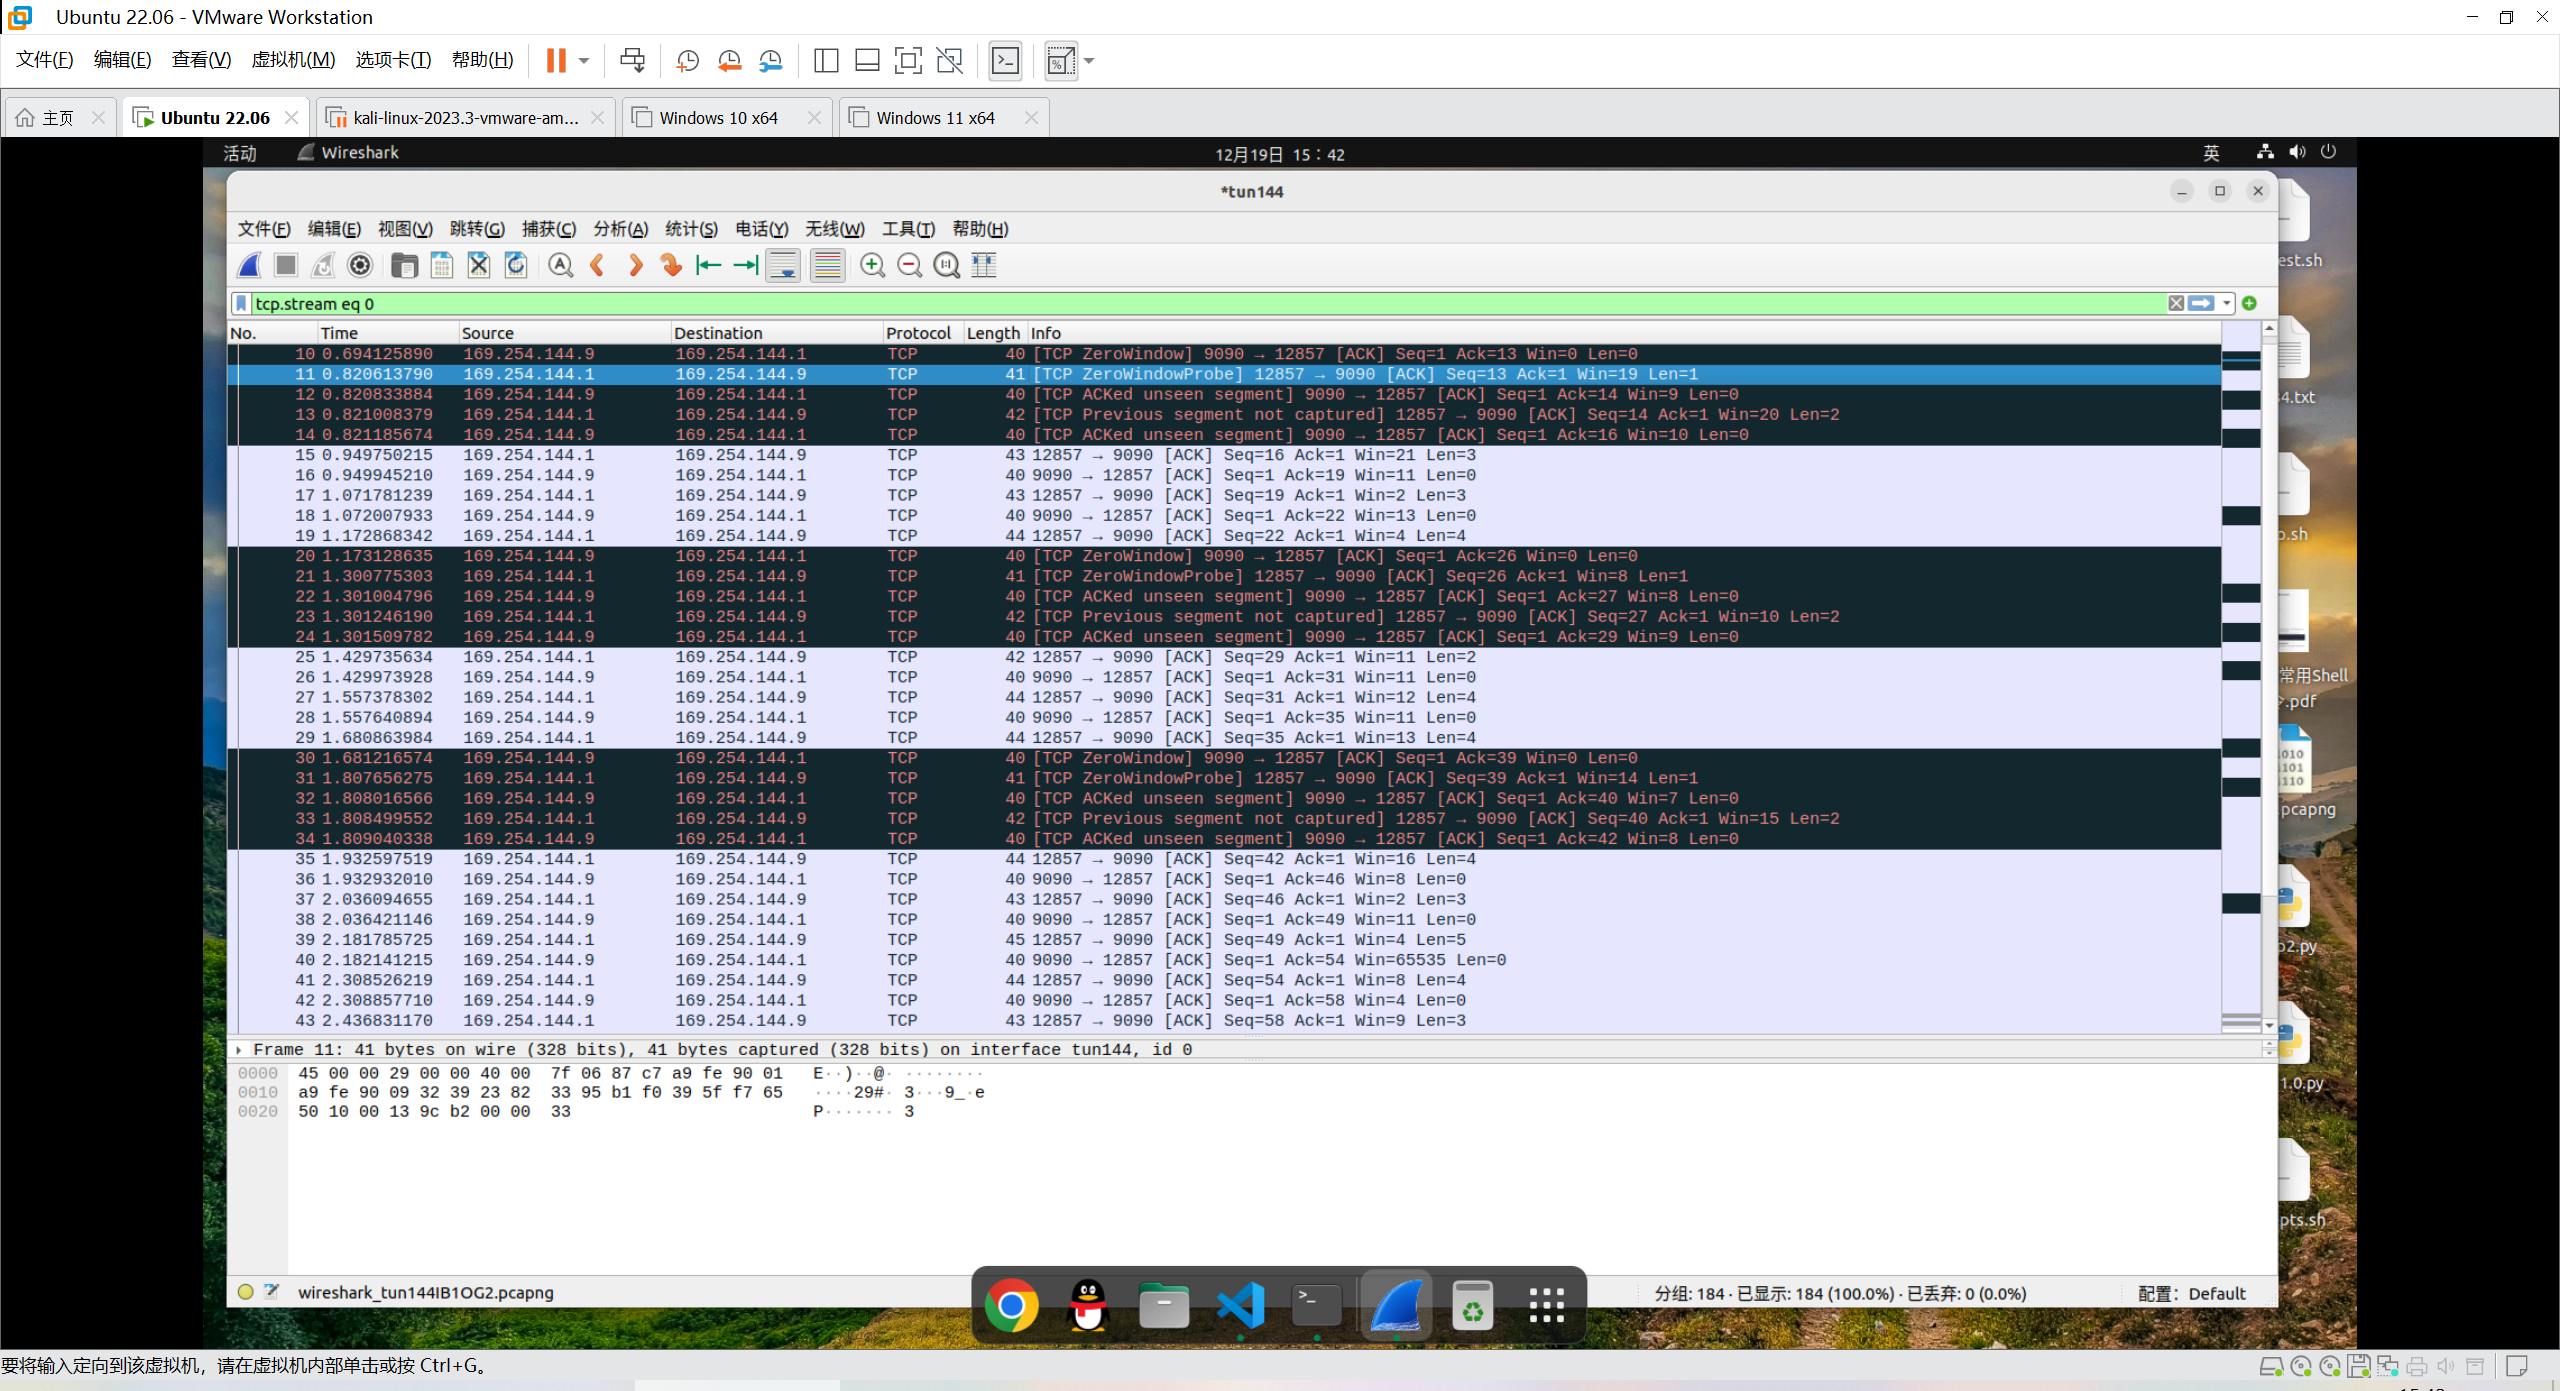 Ubuntu 22.06 - VMware Workstation
文件(F) 编辑(E) 查看(V) 虚拟机(M) 选项卡(T) 帮助(H)
主页 Ubuntu 22.06 kali-linux-2023.3-vmware-am... Windows 10 x64 Windows 11 x64
活动 Wireshark 12月19日 15：42 英
*tun144
文件(F) 编辑(E) 视图(V) 跳转(G) 捕获(C) 分析(A) 统计(S) 电话(Y) 无线(W) 工具(T) 帮助(H)
tcp.stream eq 0
No. Time Source Destination Protocol Length Info
10 0.694125890 169.254.144.9 169.254.144.1 TCP 40 [TCP ZeroWindow] 9090 → 12857 [ACK] Seq=1 Ack=13 Win=0 Len=0
11 0.820613790 169.254.144.1 169.254.144.9 TCP 41 [TCP ZeroWindowProbe] 12857 → 9090 [ACK] Seq=13 Ack=1 Win=19 Len=1
12 0.820833884 169.254.144.9 169.254.144.1 TCP 40 [TCP ACKed unseen segment] 9090 → 12857 [ACK] Seq=1 Ack=14 Win=9 Len=0
13 0.821008379 169.254.144.1 169.254.144.9 TCP 42 [TCP Previous segment not captured] 12857 → 9090 [ACK] Seq=14 Ack=1 Win=20 Len=2
14 0.821185674 169.254.144.9 169.254.144.1 TCP 40 [TCP ACKed unseen segment] 9090 → 12857 [ACK] Seq=1 Ack=16 Win=10 Len=0
15 0.949750215 169.254.144.1 169.254.144.9 TCP 43 12857 → 9090 [ACK] Seq=16 Ack=1 Win=21 Len=3
16 0.949945210 169.254.144.9 169.254.144.1 TCP 40 9090 → 12857 [ACK] Seq=1 Ack=19 Win=11 Len=0
17 1.071781239 169.254.144.1 169.254.144.9 TCP 43 12857 → 9090 [ACK] Seq=19 Ack=1 Win=2 Len=3
18 1.072007933 169.254.144.9 169.254.144.1 TCP 40 9090 → 12857 [ACK] Seq=1 Ack=22 Win=13 Len=0
19 1.172868342 169.254.144.1 169.254.144.9 TCP 44 12857 → 9090 [ACK] Seq=22 Ack=1 Win=4 Len=4
20 1.173128635 169.254.144.9 169.254.144.1 TCP 40 [TCP ZeroWindow] 9090 → 12857 [ACK] Seq=1 Ack=26 Win=0 Len=0
21 1.300775303 169.254.144.1 169.254.144.9 TCP 41 [TCP ZeroWindowProbe] 12857 → 9090 [ACK] Seq=26 Ack=1 Win=8 Len=1
22 1.301004796 169.254.144.9 169.254.144.1 TCP 40 [TCP ACKed unseen segment] 9090 → 12857 [ACK] Seq=1 Ack=27 Win=8 Len=0
23 1.301246190 169.254.144.1 169.254.144.9 TCP 42 [TCP Previous segment not captured] 12857 → 9090 [ACK] Seq=27 Ack=1 Win=10 Len=2
24 1.301509782 169.254.144.9 169.254.144.1 TCP 40 [TCP ACKed unseen segment] 9090 → 12857 [ACK] Seq=1 Ack=29 Win=9 Len=0
25 1.429735634 169.254.144.1 169.254.144.9 TCP 42 12857 → 9090 [ACK] Seq=29 Ack=1 Win=11 Len=2
26 1.429973928 169.254.144.9 169.254.144.1 TCP 40 9090 → 12857 [ACK] Seq=1 Ack=31 Win=11 Len=0
27 1.557378302 169.254.144.1 169.254.144.9 TCP 44 12857 → 9090 [ACK] Seq=31 Ack=1 Win=12 Len=4
28 1.557640894 169.254.144.9 169.254.144.1 TCP 40 9090 → 12857 [ACK] Seq=1 Ack=35 Win=11 Len=0
29 1.680863984 169.254.144.1 169.254.144.9 TCP 44 12857 → 9090 [ACK] Seq=35 Ack=1 Win=13 Len=4
30 1.681216574 169.254.144.9 169.254.144.1 TCP 40 [TCP ZeroWindow] 9090 → 12857 [ACK] Seq=1 Ack=39 Win=0 Len=0
31 1.807656275 169.254.144.1 169.254.144.9 TCP 41 [TCP ZeroWindowProbe] 12857 → 9090 [ACK] Seq=39 Ack=1 Win=14 Len=1
32 1.808016566 169.254.144.9 169.254.144.1 TCP 40 [TCP ACKed unseen segment] 9090 → 12857 [ACK] Seq=1 Ack=40 Win=7 Len=0
33 1.808499552 169.254.144.1 169.254.144.9 TCP 42 [TCP Previous segment not captured] 12857 → 9090 [ACK] Seq=40 Ack=1 Win=15 Len=2
34 1.809040338 169.254.144.9 169.254.144.1 TCP 40 [TCP ACKed unseen segment] 9090 → 12857 [ACK] Seq=1 Ack=42 Win=8 Len=0
35 1.932597519 169.254.144.1 169.254.144.9 TCP 44 12857 → 9090 [ACK] Seq=42 Ack=1 Win=16 Len=4
36 1.932932010 169.254.144.9 169.254.144.1 TCP 40 9090 → 12857 [ACK] Seq=1 Ack=46 Win=8 Len=0
37 2.036094655 169.254.144.1 169.254.144.9 TCP 43 12857 → 9090 [ACK] Seq=46 Ack=1 Win=2 Len=3
38 2.036421146 169.254.144.9 169.254.144.1 TCP 40 9090 → 12857 [ACK] Seq=1 Ack=49 Win=11 Len=0
39 2.181785725 169.254.144.1 169.254.144.9 TCP 45 12857 → 9090 [ACK] Seq=49 Ack=1 Win=4 Len=5
40 2.182141215 169.254.144.9 169.254.144.1 TCP 40 9090 → 12857 [ACK] Seq=1 Ack=54 Win=65535 Len=0
41 2.308526219 169.254.144.1 169.254.144.9 TCP 44 12857 → 9090 [ACK] Seq=54 Ack=1 Win=8 Len=4
42 2.308857710 169.254.144.9 169.254.144.1 TCP 40 9090 → 12857 [ACK] Seq=1 Ack=58 Win=4 Len=0
43 2.436831170 169.254.144.1 169.254.144.9 TCP 43 12857 → 9090 [ACK] Seq=58 Ack=1 Win=9 Len=3
Frame 11: 41 bytes on wire (328 bits), 41 bytes captured (328 bits) on interface tun144, id 0
0000 45 00 00 29 00 00 40 00 7f 06 87 c7 a9 fe 90 01 E··)··@· ········
0010 a9 fe 90 09 32 39 23 82 33 95 b1 f0 39 5f f7 65 ····29#· 3···9_·e
0020 50 10 00 13 9c b2 00 00 33 P······· 3
wireshark_tun144IB1OG2.pcapng
分组: 184 · 已显示: 184 (100.0%) · 已丢弃: 0 (0.0%)
配置：Default
est.sh
4.txt
.sh
常用Shell
.pdf
1010
1101
1110
pcapng
2.py
1.0.py
pts.sh
要将输入定向到该虚拟机，请在虚拟机内部单击或按 Ctrl+G。